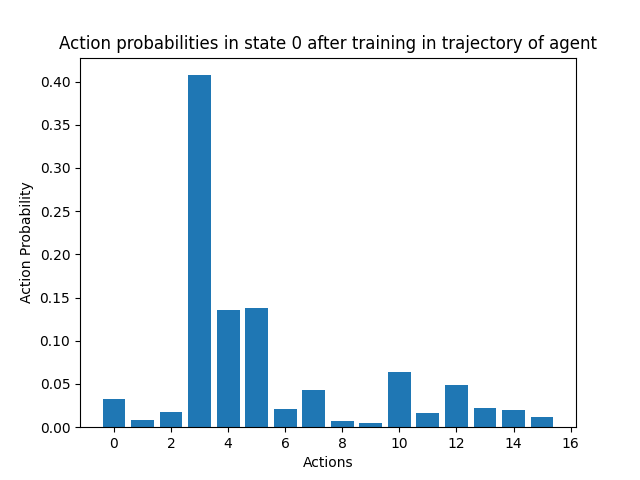 Action probabilities in state 0 after training in trajectory of agent
0.40
0.35
0.30
0.25
0.20
0.15
0.10
0.05
0.00
Action Probability
0 2 4 6 8 10 12 14 16
Actions